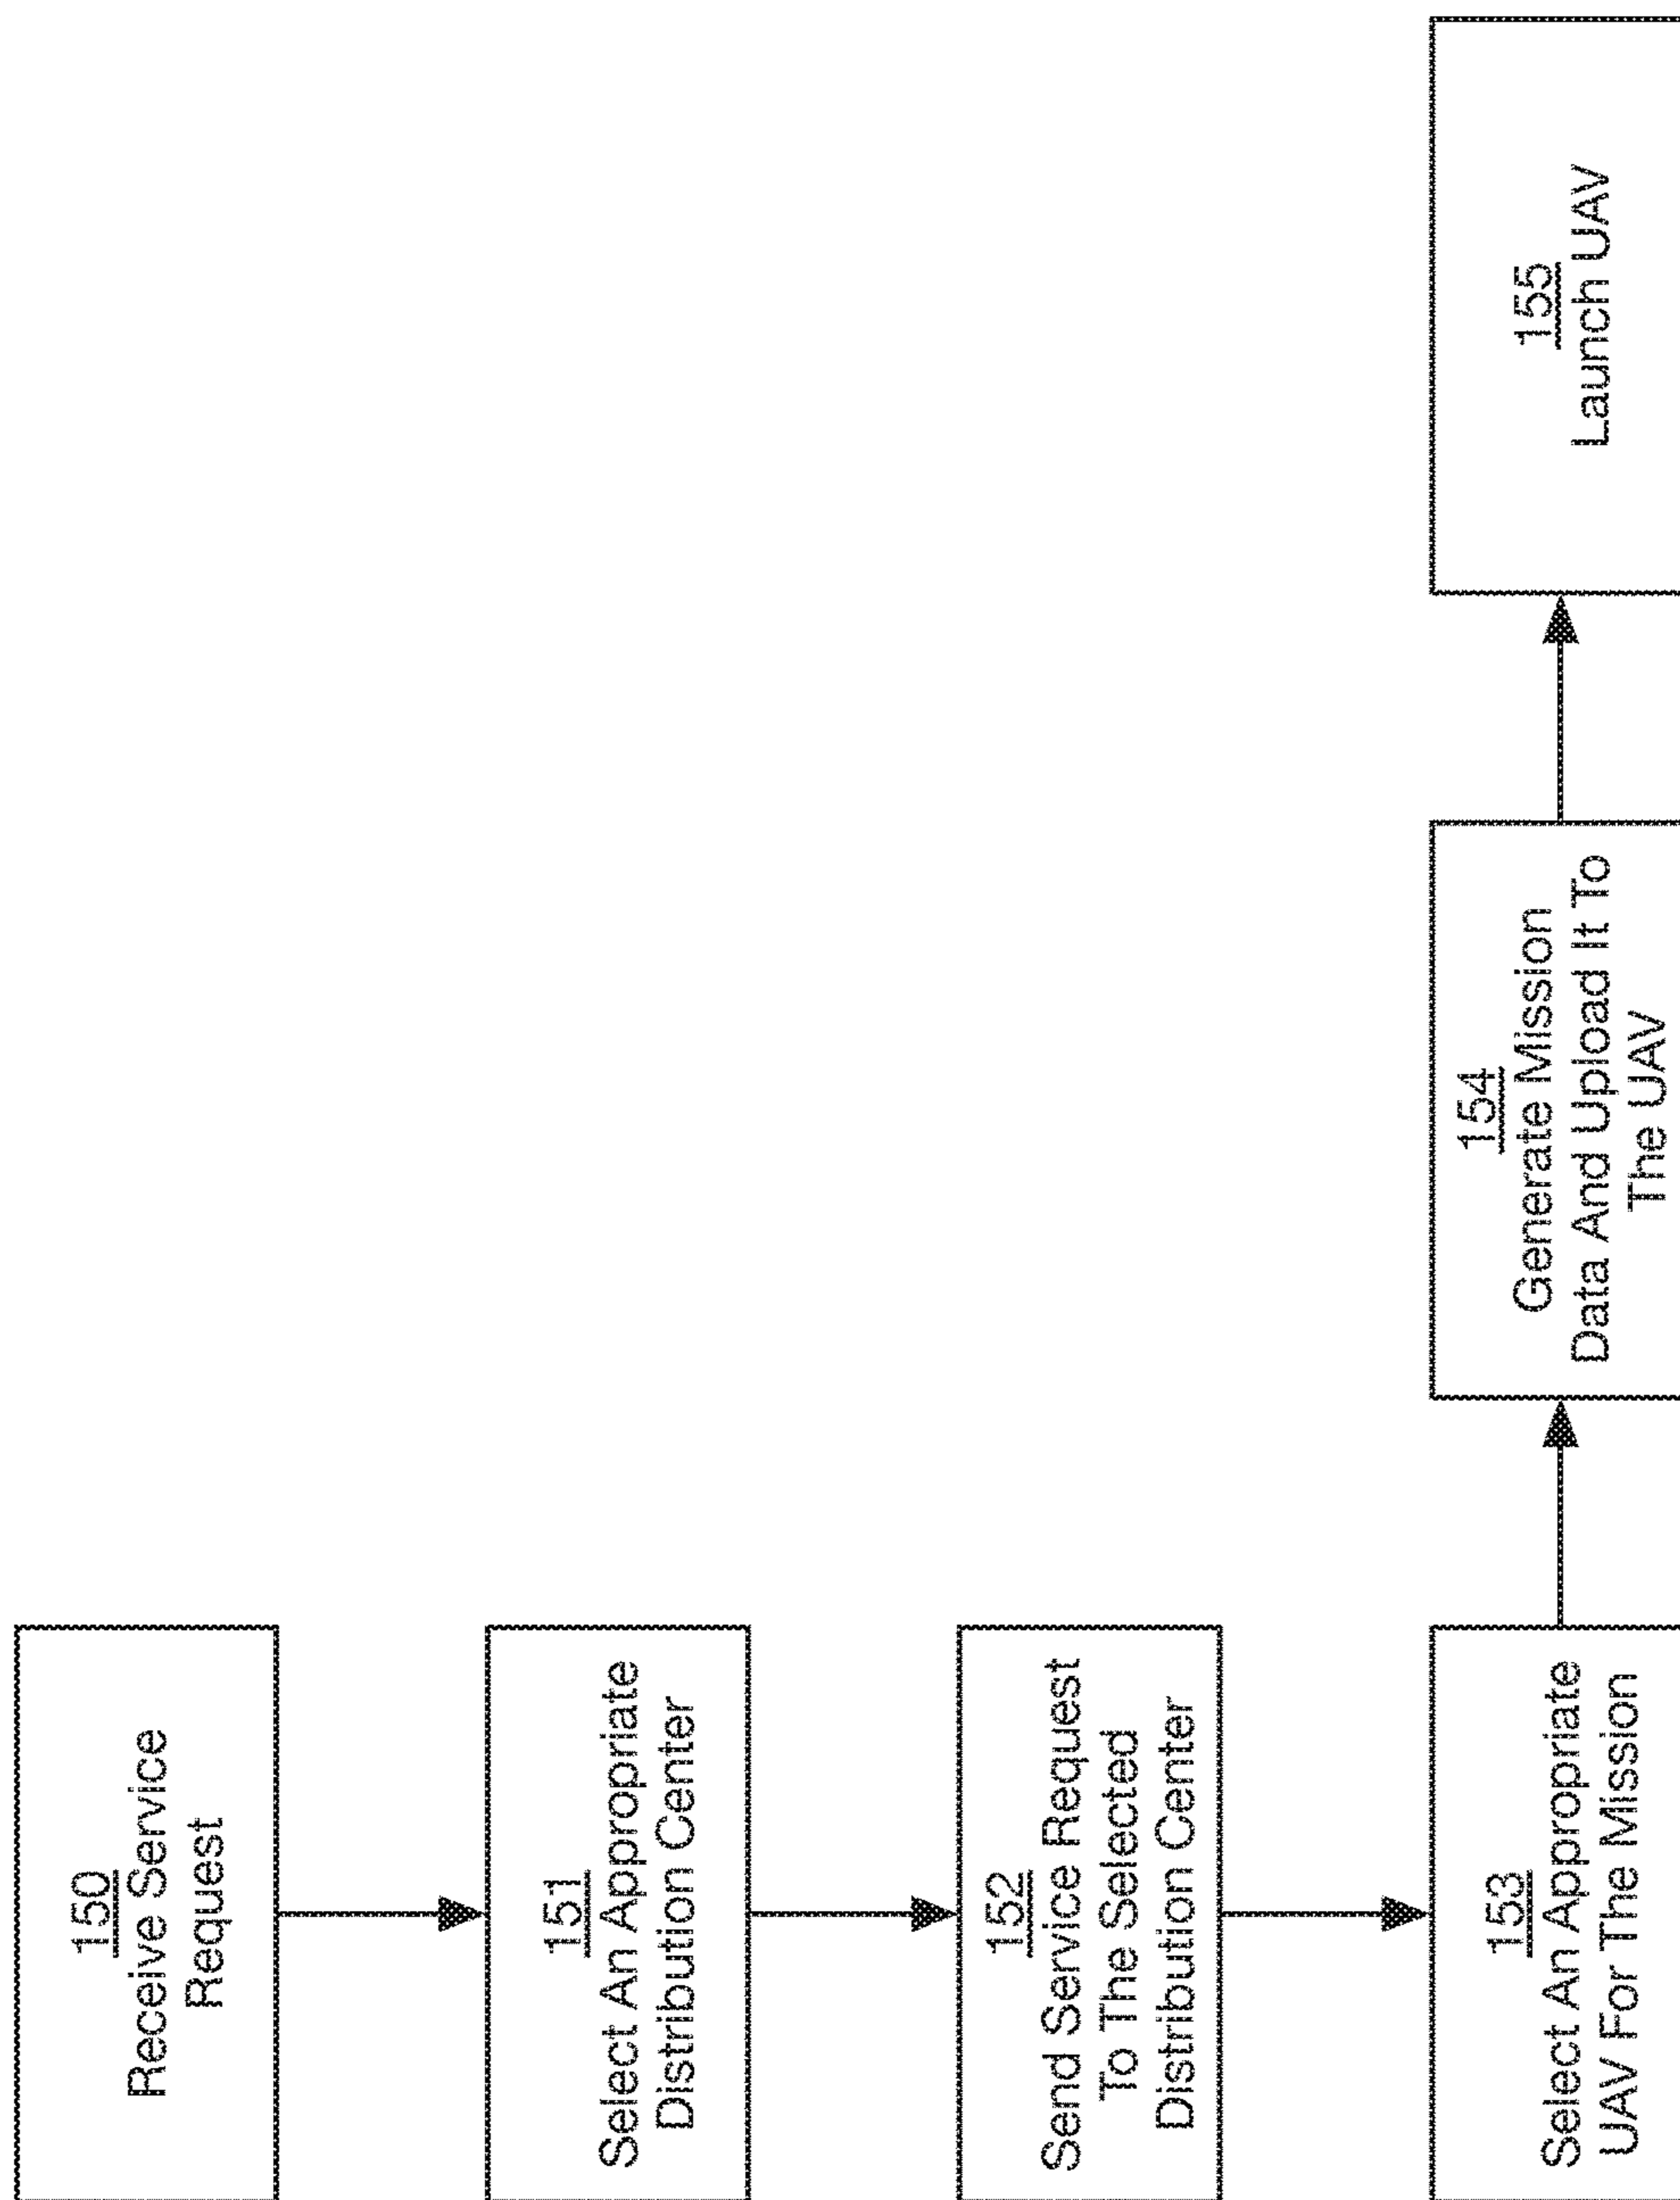 150
Receive Service
Request
151
Select An Appropriate
Distribution Center
152
Send Service Request
To The Selected
Distribution Center
153
Select An Appropriate
UAV For The Mission
154
Generate Mission
Data And Upload It To
The UAV
155
Launch UAV